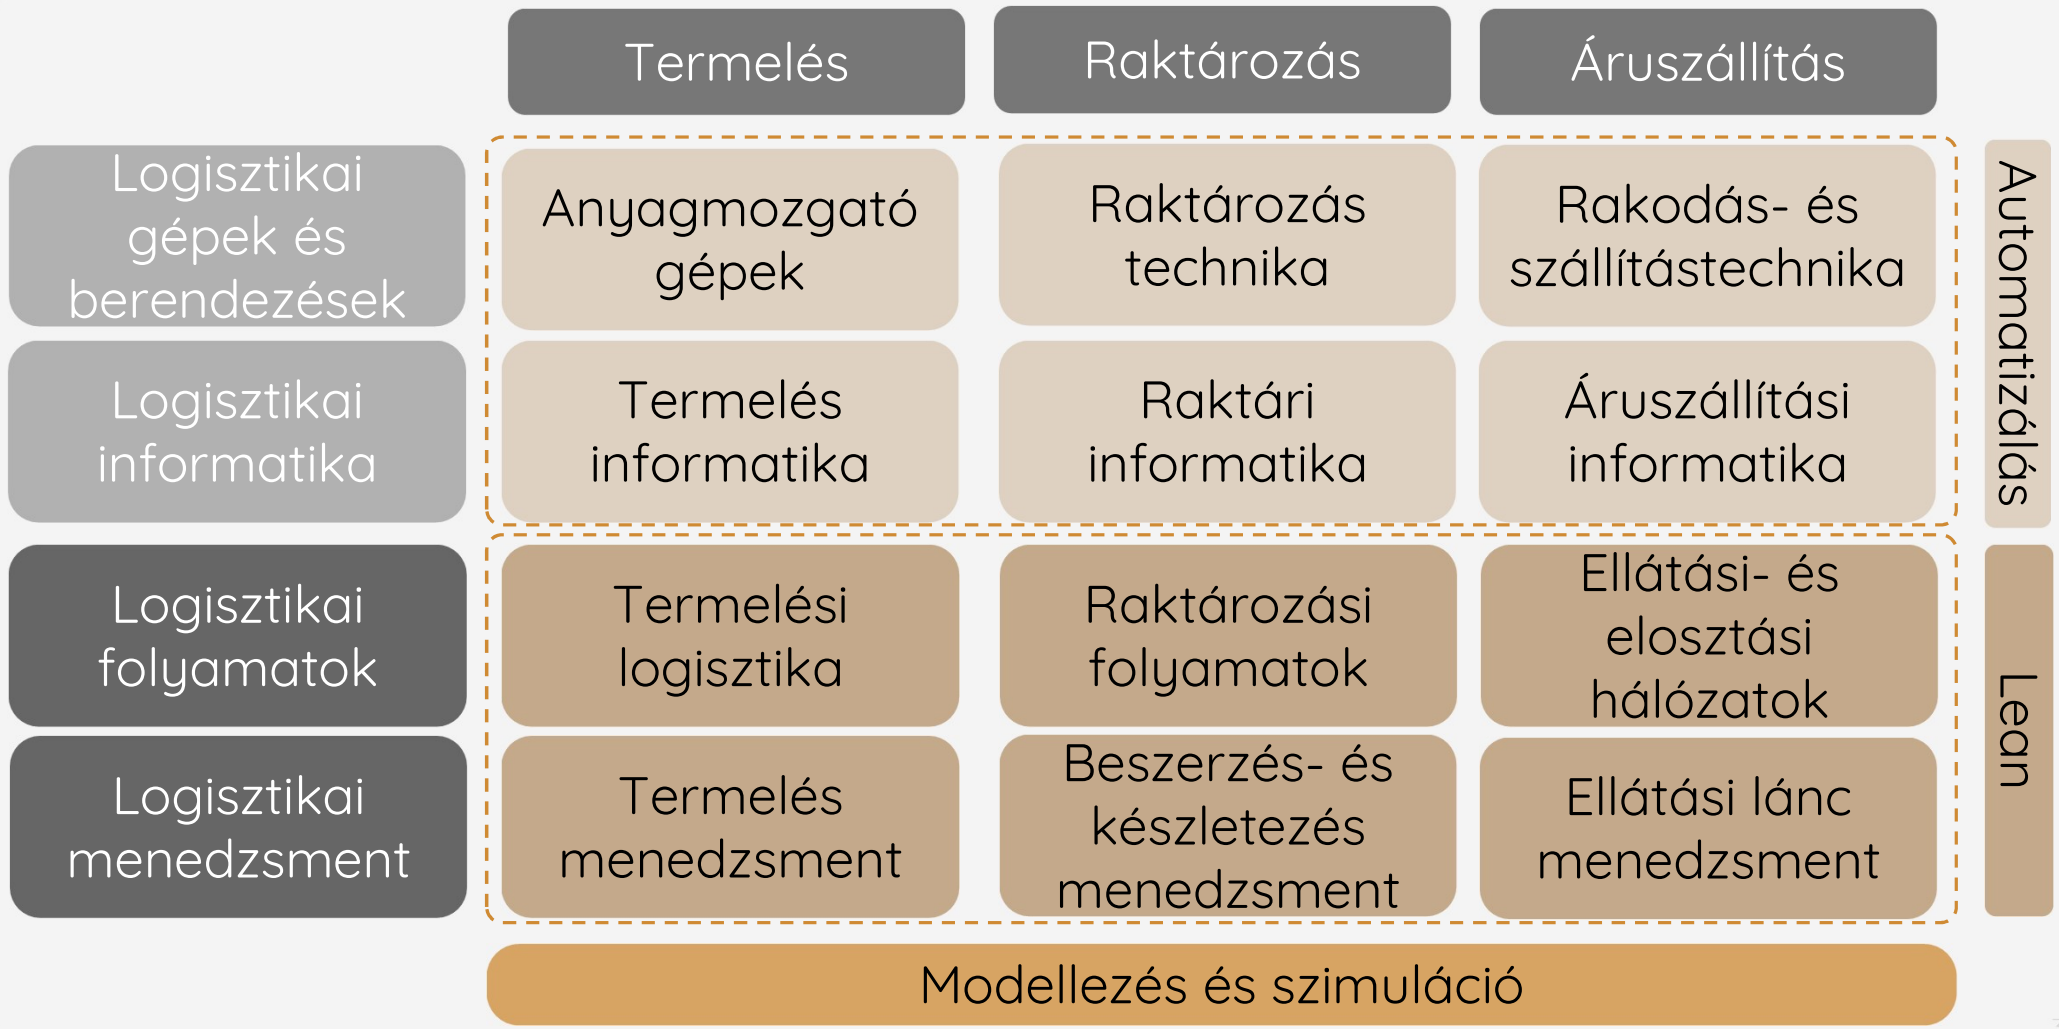 Termelés
Raktározás
Áruszállítás
Logisztikai
gépek és
berendezések
Anyagmozgató
gépek
Raktározás
technika
Rakodás- és
szállítástechnika
Automatizálás
Logisztikai
informatika
Termelés
informatika
Raktári
informatika
Áruszállítási
informatika
Logisztikai
folyamatok
Termelési
logisztika
Raktározási
folyamatok
Ellátási- és
elosztási
hálózatok
Lean
Logisztikai
menedzsment
Termelés
menedzsment
Beszerzés- és
készletezés
menedzsment
Ellátási lánc
menedzsment
Modellezés és szimuláció